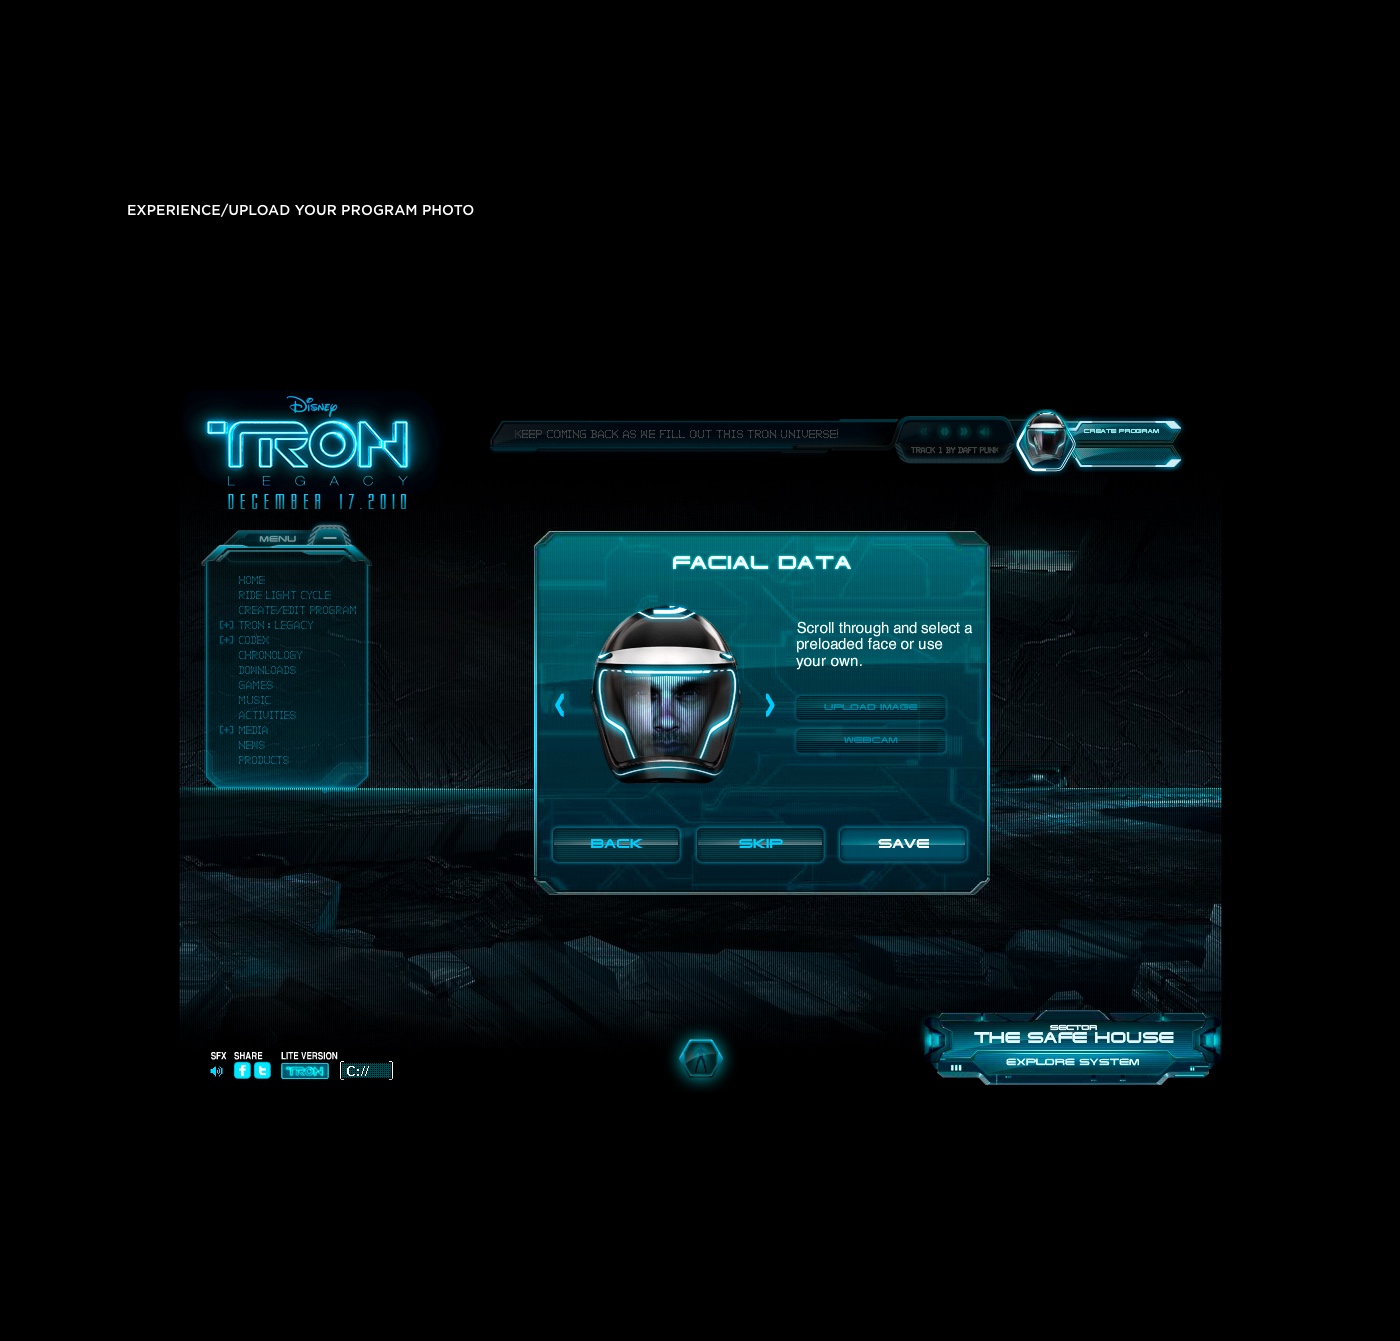 EXPERIENCE/UPLOAD YOUR PROGRAM PHOTO
Disney
TRON
LEGACY
DECEMBER 17.2010
KEEP COMING BACK AS WE FILL OUT THIS TRON UNIVERSE!
TRACK 1 BY DAFT PUNK
CREATE PROGRAM
MENU
HOME
RIDE LIGHT CYCLE
CREATE/EDIT PROGRAM
[+] TRON : LEGACY
[+] CODEX
CHRONOLOGY
DOWNLOADS
GAMES
MUSIC
ACTIVITIES
[+] MEDIA
NEWS
PRODUCTS
FACIAL DATA
Scroll through and select a
preloaded face or use
your own.
UPLOAD IMAGE
WEBCAM
BACK SKIP SAVE
SECTOR
THE SAFE HOUSE
EXPLORE SYSTEM
SFX SHARE LITE VERSION
f t TRON C://